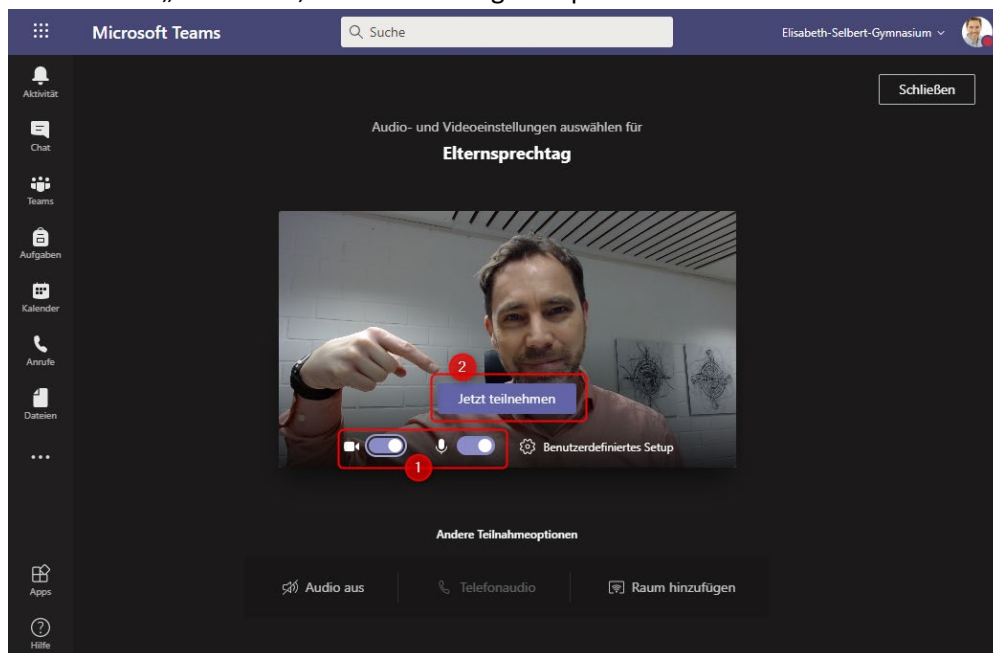 Microsoft Teams
Suche
Elisabeth-Selbert-Gymnasium
Aktivität
Chat
Teams
Aufgaben
Kalender
Anrufe
Dateien
Apps
Hilfe
Schließen
Audio- und Videoeinstellungen auswählen für
Elternsprechtag
2
Jetzt teilnehmen
Benutzerdefiniertes Setup
1
Andere Teilnahmeoptionen
Audio aus
Telefonaudio
Raum hinzufügen